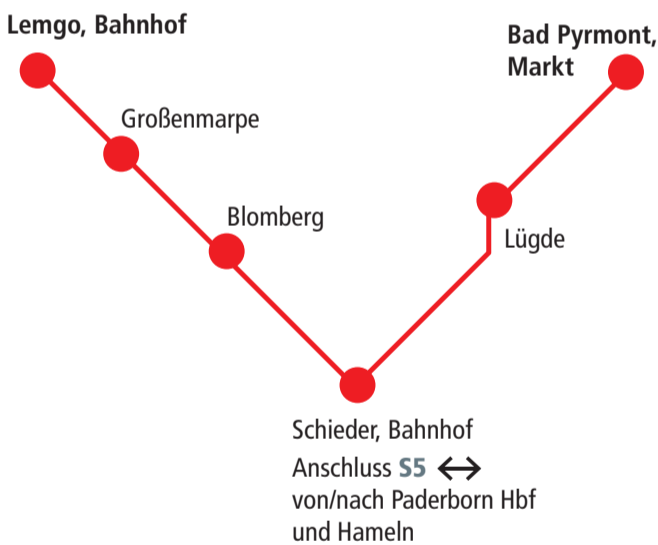 Lemgo, Bahnhof
Bad Pyrmont,
Markt
Großenmarpe
Blomberg
Lügde
Schieder, Bahnhof
Anschluss S5 ↔
von/nach Paderborn Hbf
und Hameln